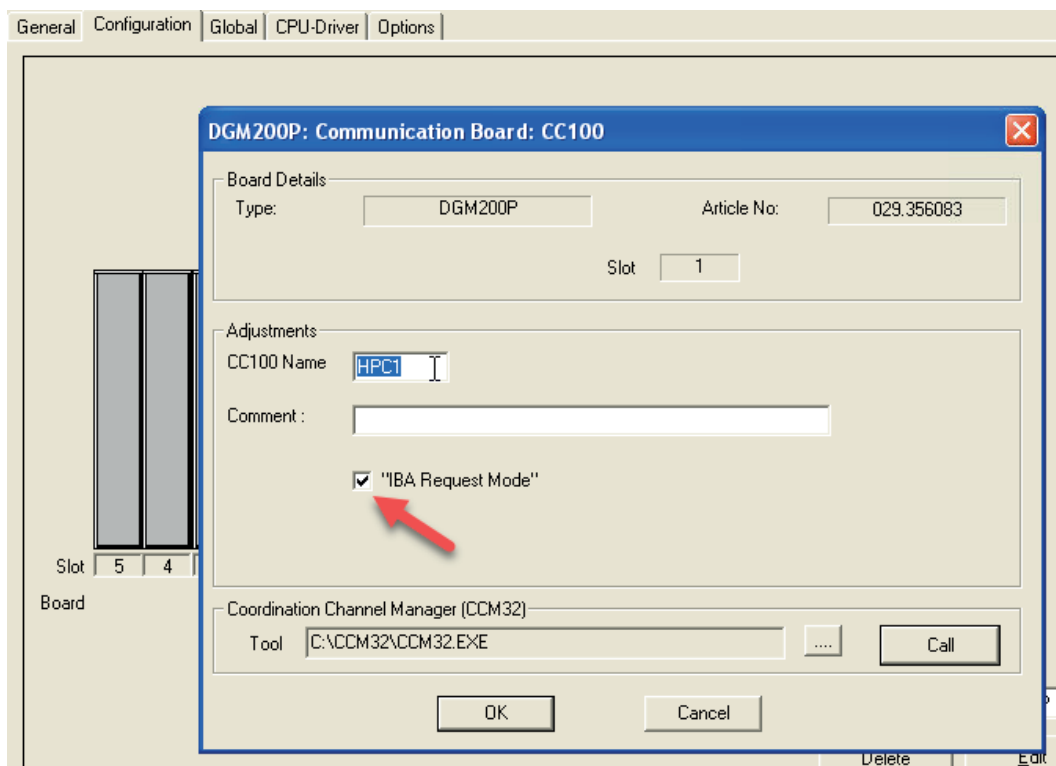 General Configuration Global CPU-Driver Options
DGM200P: Communication Board: CC100
Board Details
Type: DGM200P Article No: 029.356083
Slot 1
Adjustments
CC100 Name HPC1
Comment :
"IBA Request Mode"
Slot 5 4
Board
Coordination Channel Manager (CCM32)
Tool C:\CCM32\CCM32.EXE .... Call
OK Cancel
Delete Edit